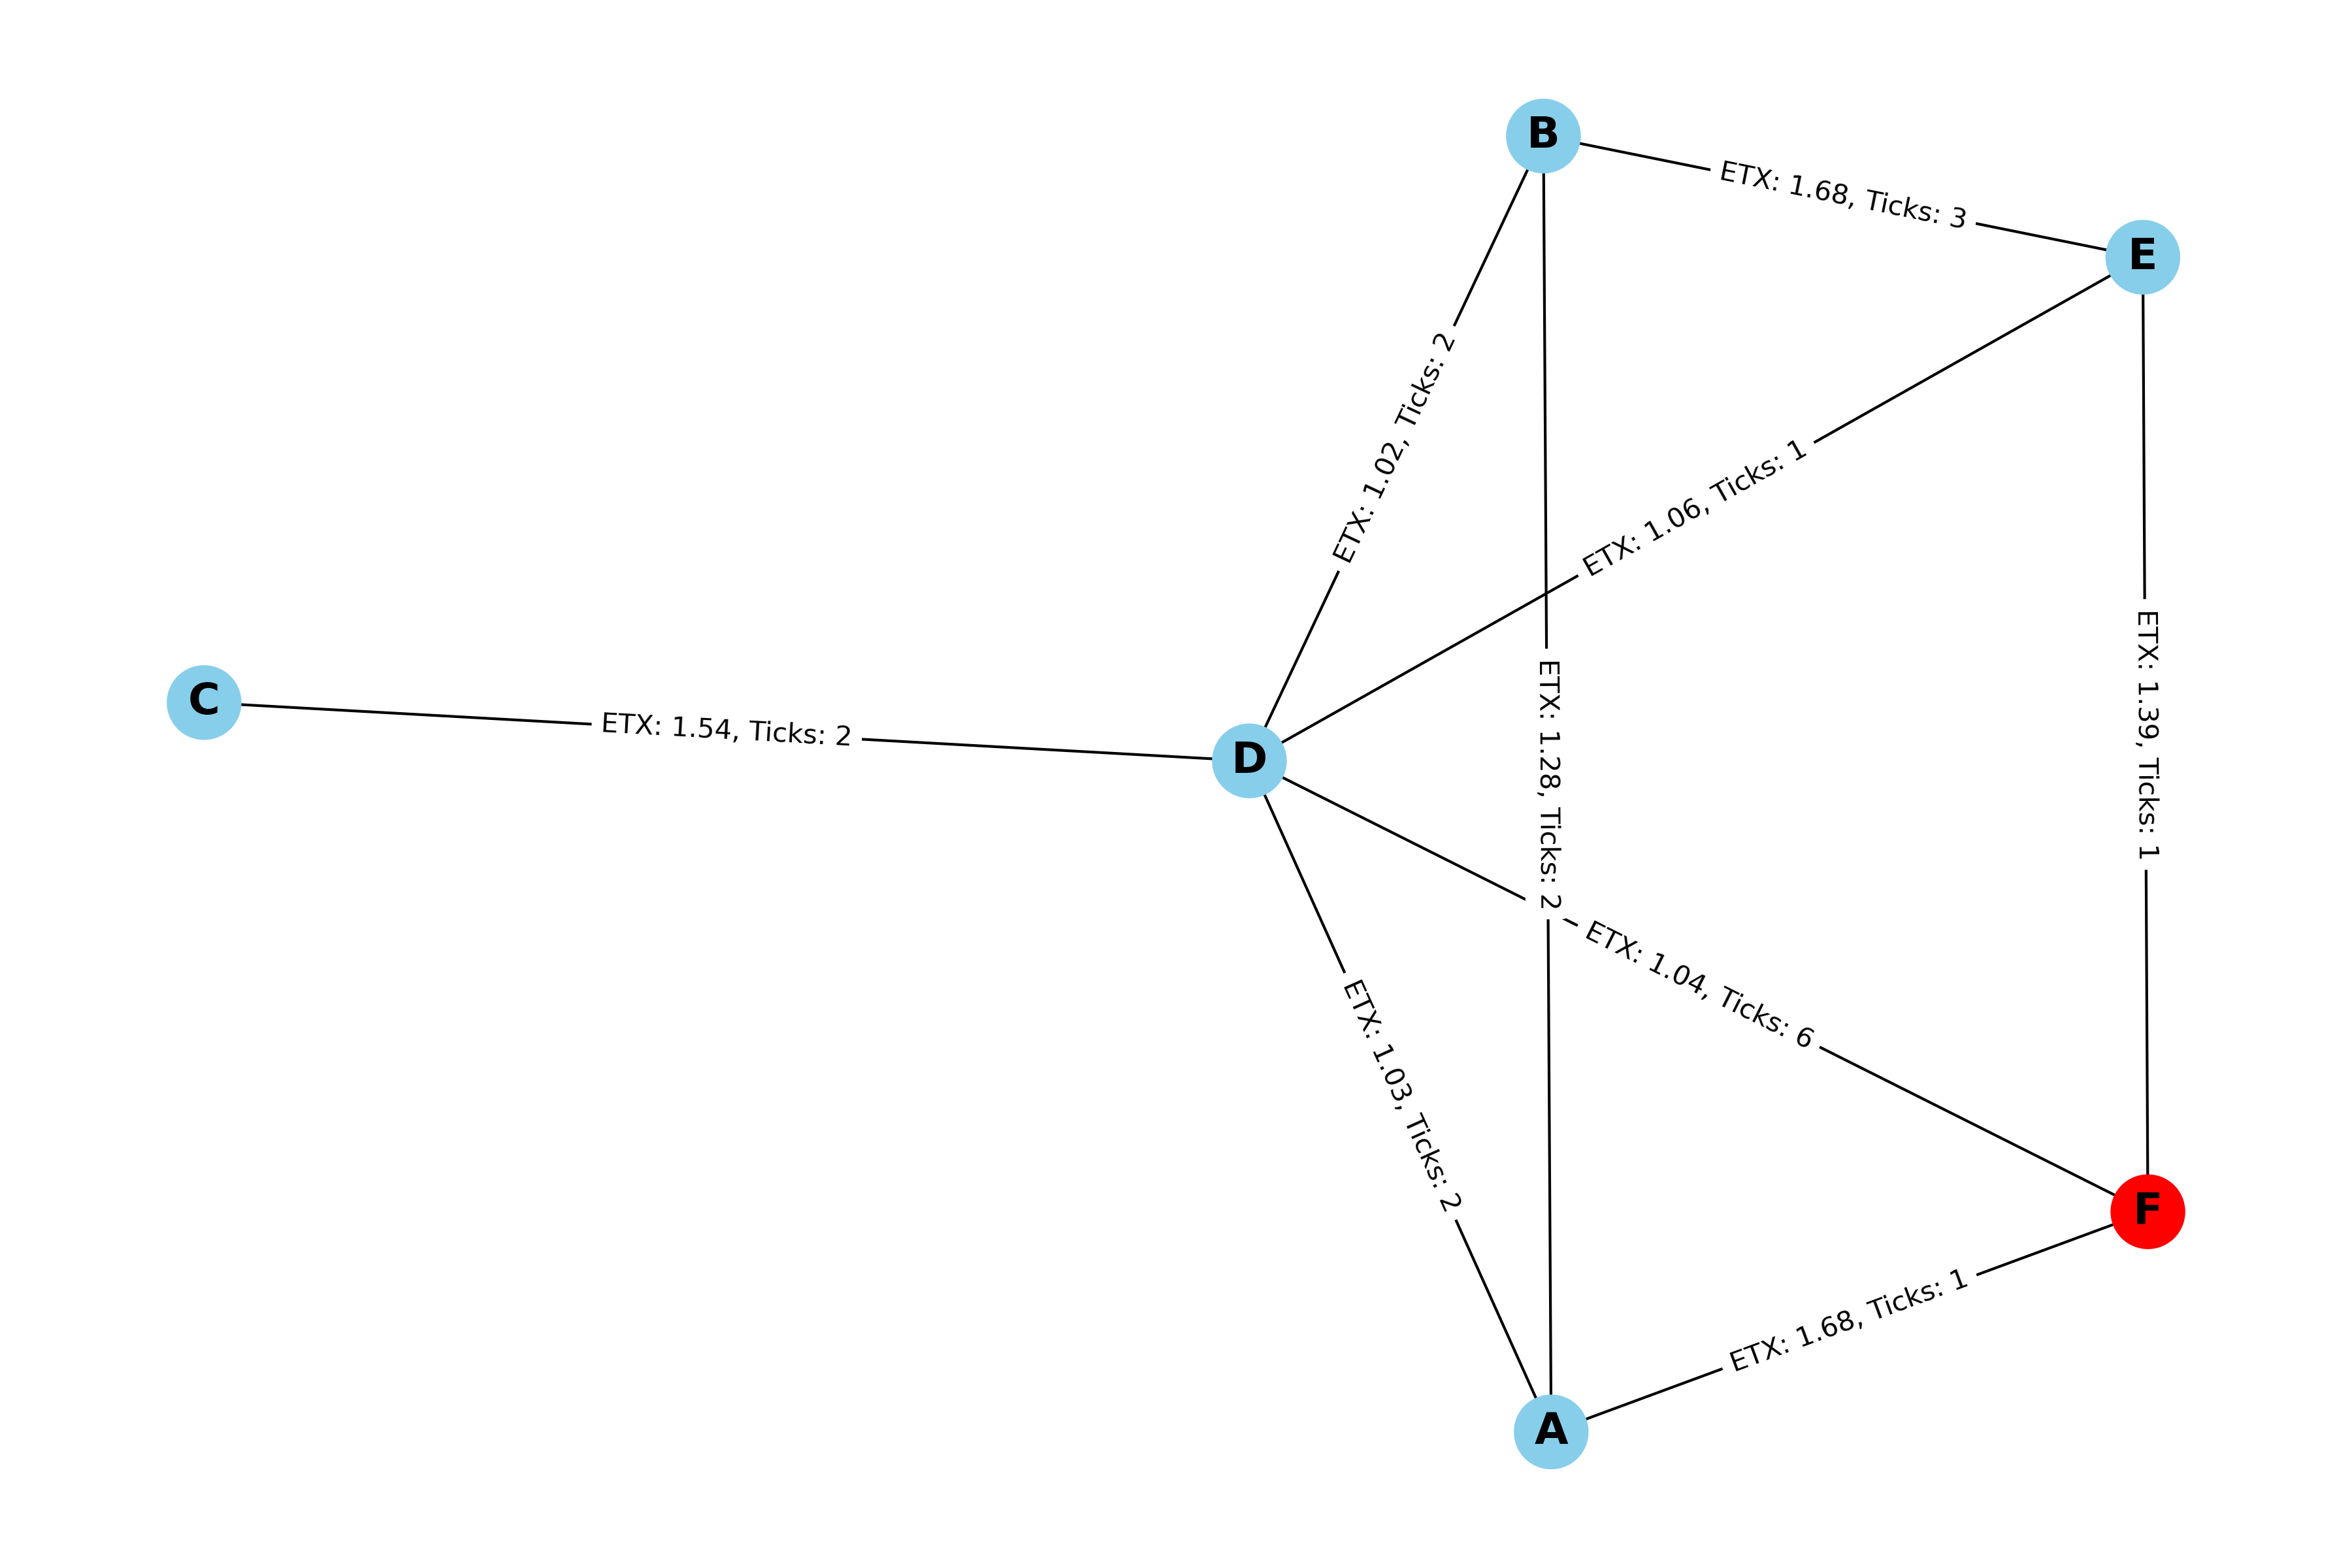 B
ETX: 1.68, Ticks: 3
E
ETX: 1.02, Ticks: 2
ETX: 1.06, Ticks: 1
C
ETX: 1.54, Ticks: 2
D
ETX: 1.28, Ticks: 2
ETX: 1.39, Ticks: 1
ETX: 1.04, Ticks: 6
ETX: 1.03, Ticks: 2
F
ETX: 1.68, Ticks: 1
A